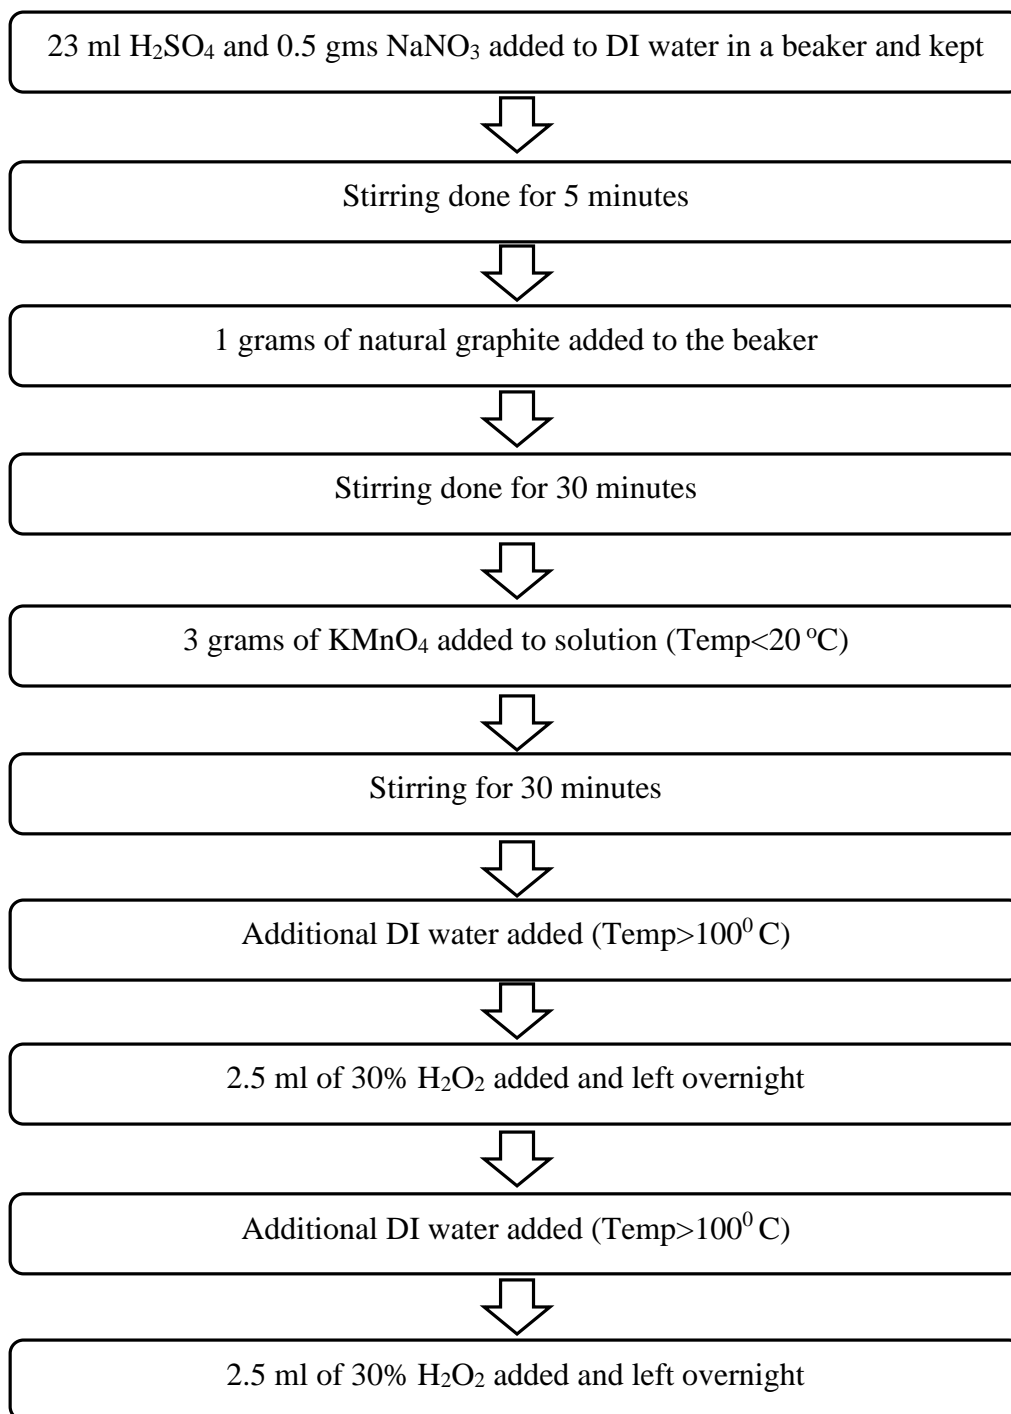 23 ml H₂SO₄ and 0.5 gms NaNO₃ added to DI water in a beaker and kept
Stirring done for 5 minutes
1 grams of natural graphite added to the beaker
Stirring done for 30 minutes
3 grams of KMnO₄ added to solution (Temp<20 ᵒC)
Stirring for 30 minutes
Additional DI water added (Temp>100⁰ C)
2.5 ml of 30% H₂O₂ added and left overnight
Additional DI water added (Temp>100⁰ C)
2.5 ml of 30% H₂O₂ added and left overnight